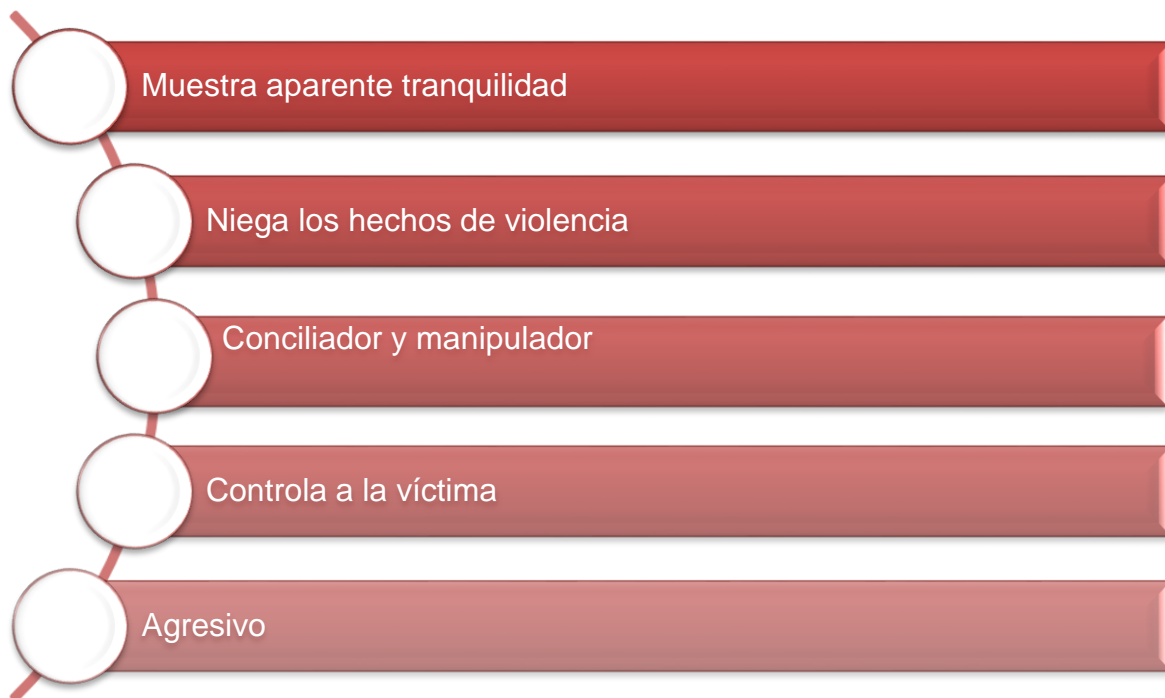 Muestra aparente tranquilidad
Niega los hechos de violencia
Conciliador y manipulador
Controla a la víctima
Agresivo